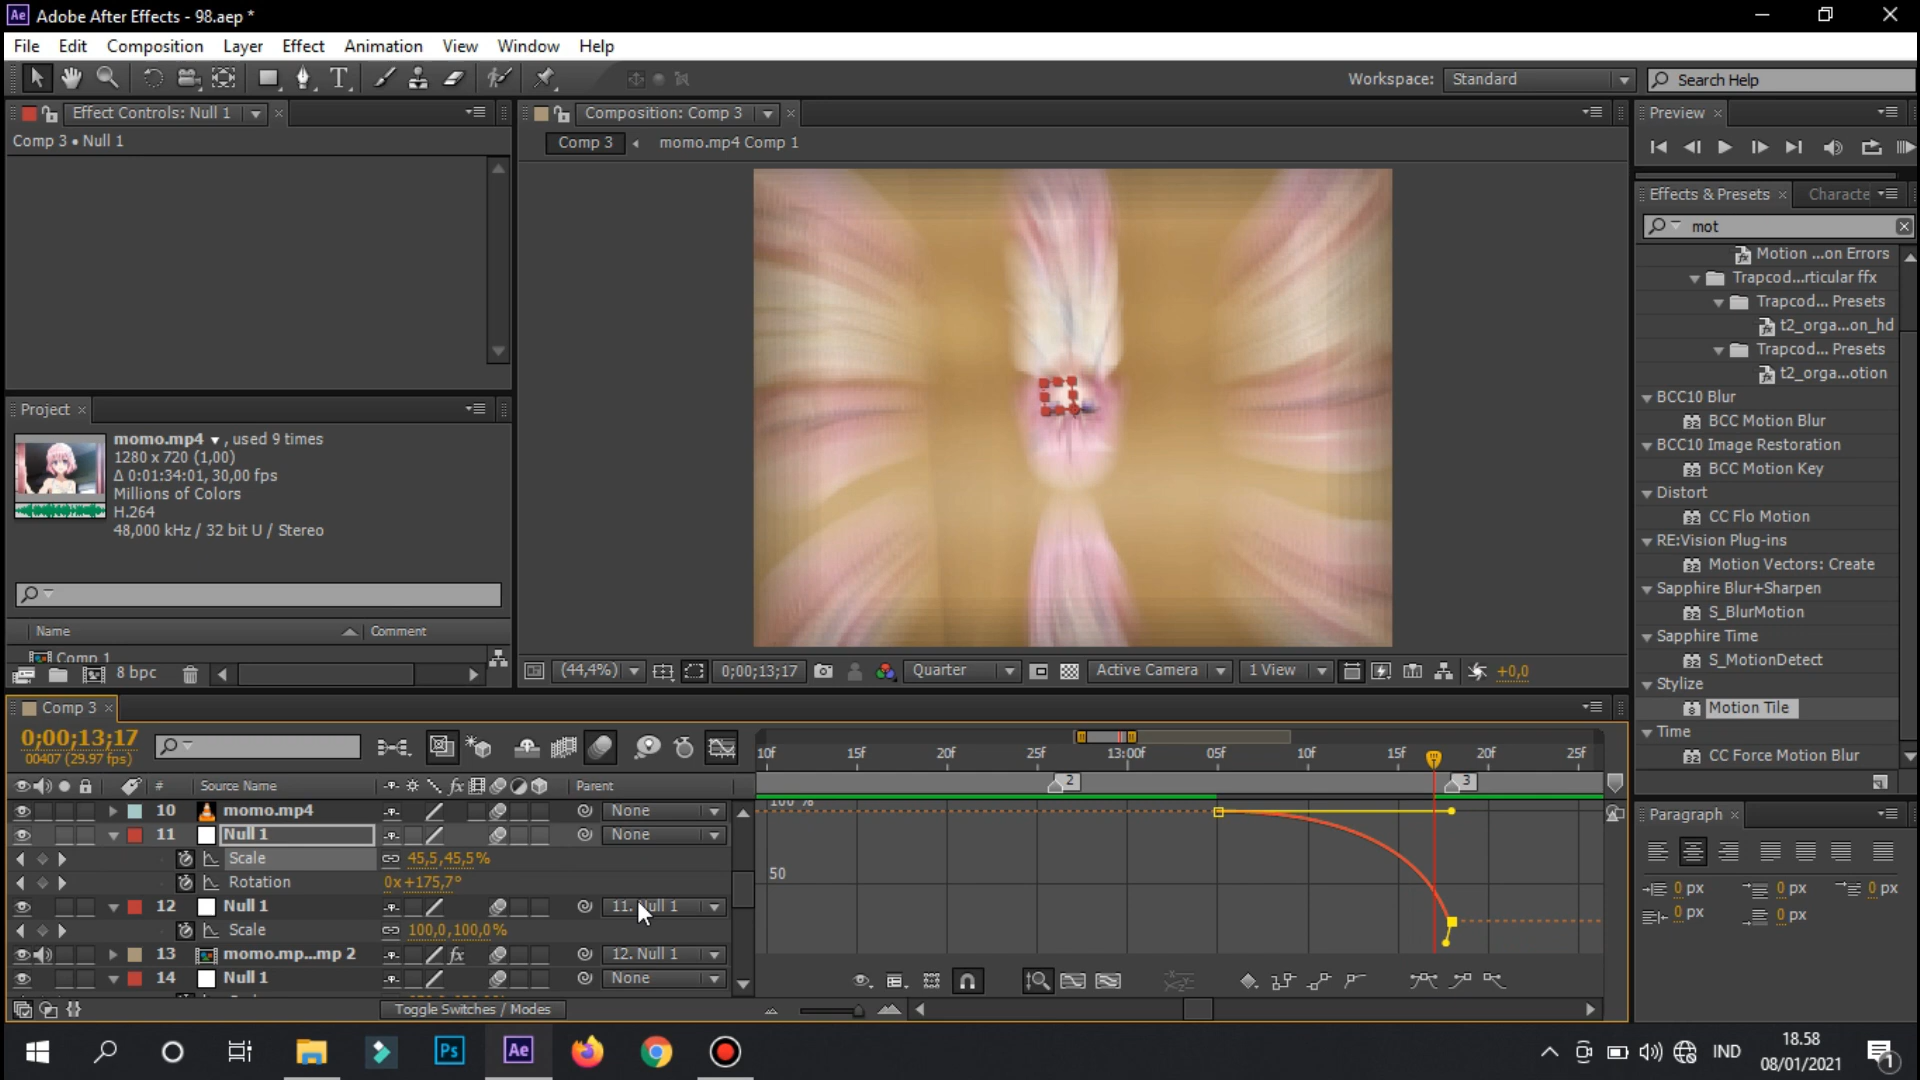 Ae Adobe After Effects - 98.aep *
File Edit Composition Layer Effect Animation View Window Help
Workspace: Standard
Search Help
Effect Controls: Null 1
Comp 3 • Null 1
Composition: Comp 3
Comp 3 momo.mp4 Comp 1
Preview
Effects & Presets Characte
mot
Motion ...on Errors
Trapcod...rticular ffx
Trapcod... Presets
t2_orga...on_hd
Trapcod... Presets
t2_orga...otion
BCC10 Blur
BCC Motion Blur
BCC10 Image Restoration
BCC Motion Key
Distort
CC Flo Motion
RE:Vision Plug-ins
Motion Vectors: Create
Sapphire Blur+Sharpen
S_BlurMotion
Sapphire Time
S_MotionDetect
Stylize
Motion Tile
Time
CC Force Motion Blur
Project
momo.mp4 , used 9 times
1280 x 720 (1,00)
Δ 0:01:34:01, 30,00 fps
Millions of Colors
H.264
48,000 kHz / 32 bit U / Stereo
Name Comment
Comp 1
8 bpc
(44,4%) 0;00;13;17 Quarter Active Camera 1 View +0,0
Comp 3
0;00;13;17
00407 (29.97 fps)
10f 15f 20f 25f 13:00f 05f 10f 15f 20f 25f
2 3
# Source Name fx Parent
10 momo.mp4 None
11 Null 1 None
Scale 45,5,45,5%
Rotation 0x+175,7°
12 Null 1 11. Null 1
Scale 100,0,100,0%
13 momo.mp...mp 2 fx 12. Null 1
14 Null 1 None
100 %
50
Toggle Switches / Modes
Paragraph
0 px 0 px 0 px
0 px 0 px
Ps Ae
IND
18.58
08/01/2021
1